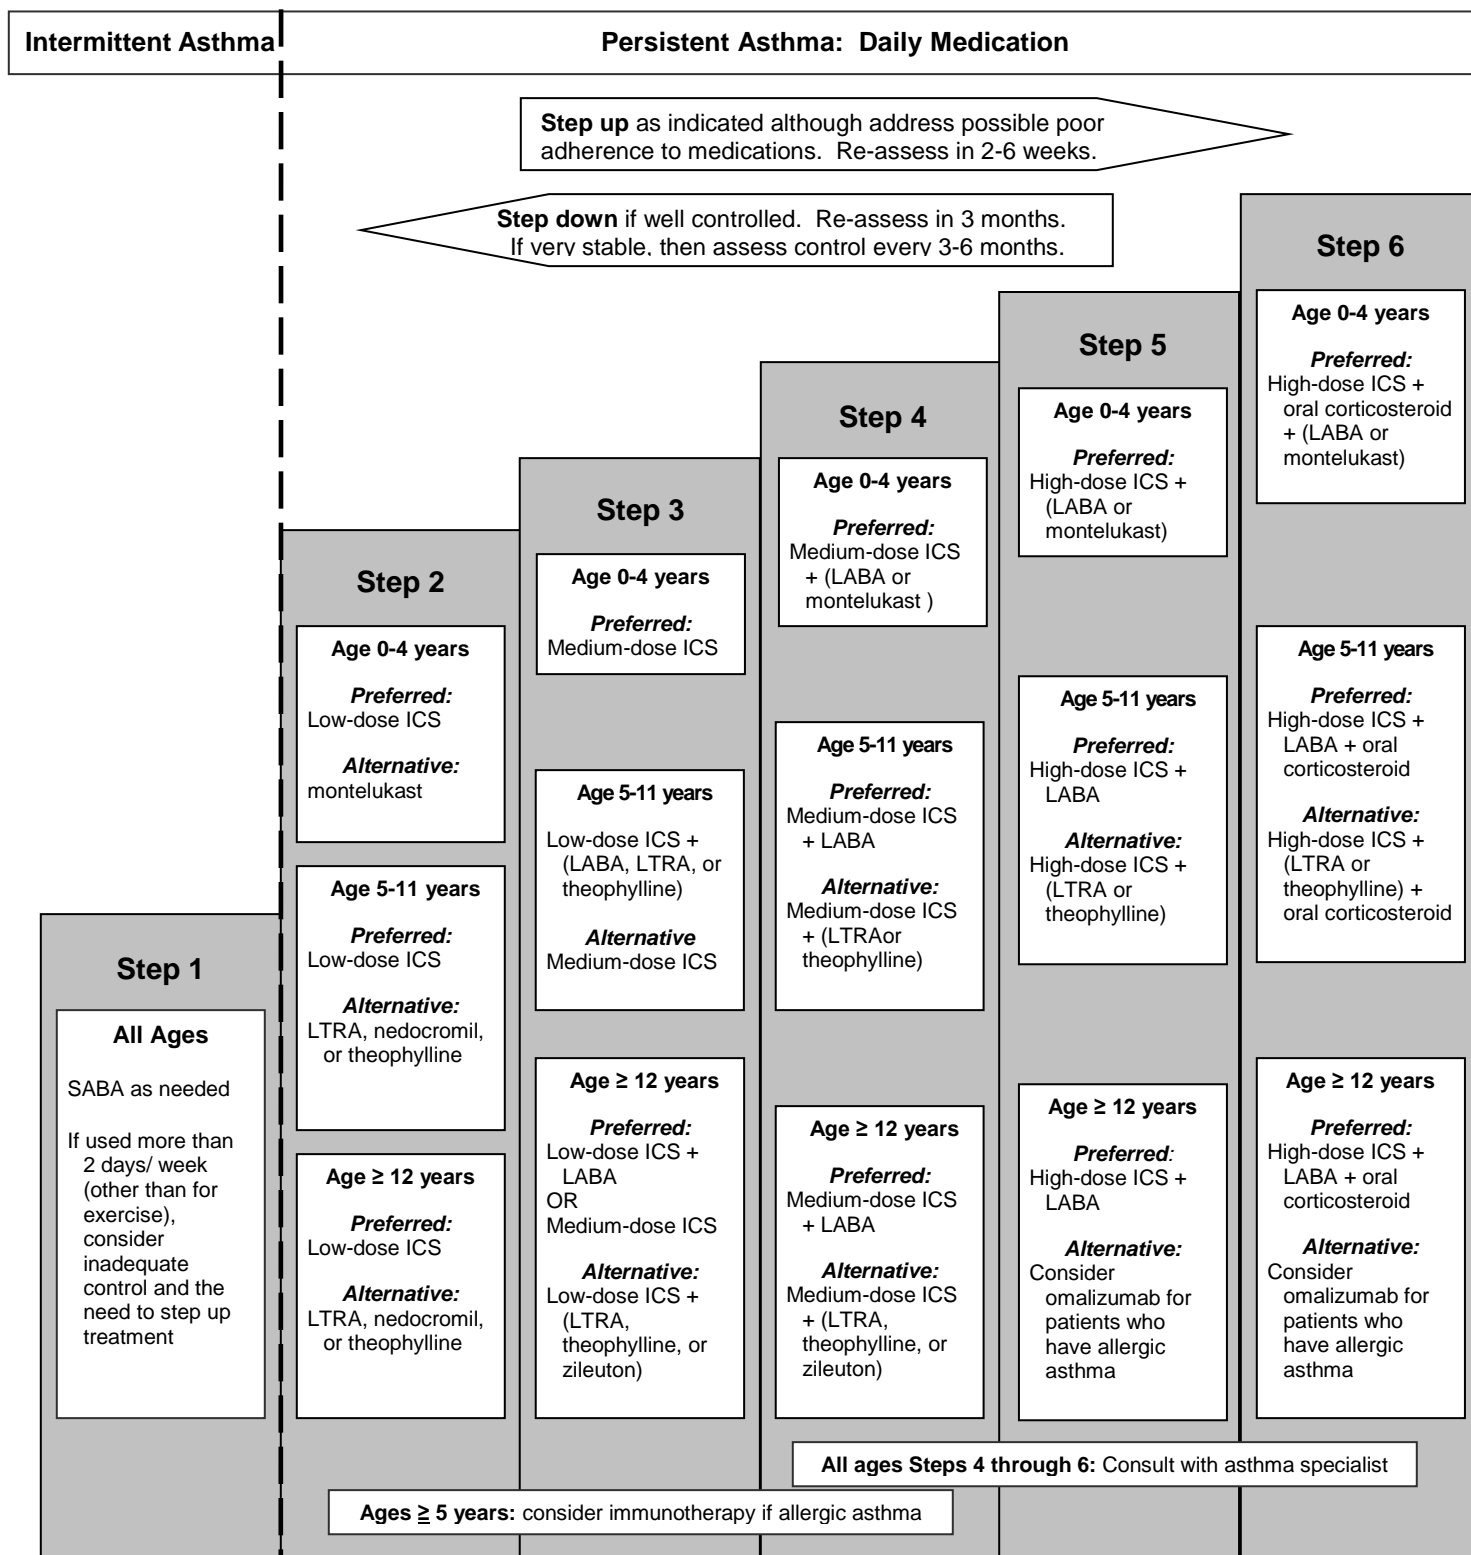 Intermittent Asthma
Persistent Asthma:  Daily Medication
Step up as indicated although address possible poor
adherence to medications.  Re-assess in 2-6 weeks.
Step down if well controlled.  Re-assess in 3 months.
If very stable, then assess control every 3-6 months.
Step 1
All Ages
SABA as needed
If used more than
2 days/ week
(other than for
exercise),
consider
inadequate
control and the
need to step up
treatment
Step 2
Age 0-4 years
Preferred:
Low-dose ICS
Alternative:
montelukast
Age 5-11 years
Preferred:
Low-dose ICS
Alternative:
LTRA, nedocromil,
or theophylline
Age ≥ 12 years
Preferred:
Low-dose ICS
Alternative:
LTRA, nedocromil,
or theophylline
Step 3
Age 0-4 years
Preferred:
Medium-dose ICS
Age 5-11 years
Low-dose ICS +
(LABA, LTRA, or
theophylline)
Alternative
Medium-dose ICS
Age ≥ 12 years
Preferred:
Low-dose ICS +
LABA
OR
Medium-dose ICS
Alternative:
Low-dose ICS +
(LTRA,
theophylline, or
zileuton)
Step 4
Age 0-4 years
Preferred:
Medium-dose ICS
+ (LABA or
montelukast )
Age 5-11 years
Preferred:
Medium-dose ICS
+ LABA
Alternative:
Medium-dose ICS
+ (LTRAor
theophylline)
Age ≥ 12 years
Preferred:
Medium-dose ICS
+ LABA
Alternative:
Medium-dose ICS
+ (LTRA,
theophylline, or
zileuton)
Step 5
Age 0-4 years
Preferred:
High-dose ICS +
(LABA or
montelukast)
Age 5-11 years
Preferred:
High-dose ICS +
LABA
Alternative:
High-dose ICS +
(LTRA or
theophylline)
Age ≥ 12 years
Preferred:
High-dose ICS +
LABA
Alternative:
Consider
omalizumab for
patients who
have allergic
asthma
Step 6
Age 0-4 years
Preferred:
High-dose ICS +
oral corticosteroid
+ (LABA or
montelukast)
Age 5-11 years
Preferred:
High-dose ICS +
LABA + oral
corticosteroid
Alternative:
High-dose ICS +
(LTRA or
theophylline) +
oral corticosteroid
Age ≥ 12 years
Preferred:
High-dose ICS +
LABA + oral
corticosteroid
Alternative:
Consider
omalizumab for
patients who
have allergic
asthma
All ages Steps 4 through 6: Consult with asthma specialist
Ages ≥ 5 years: consider immunotherapy if allergic asthma